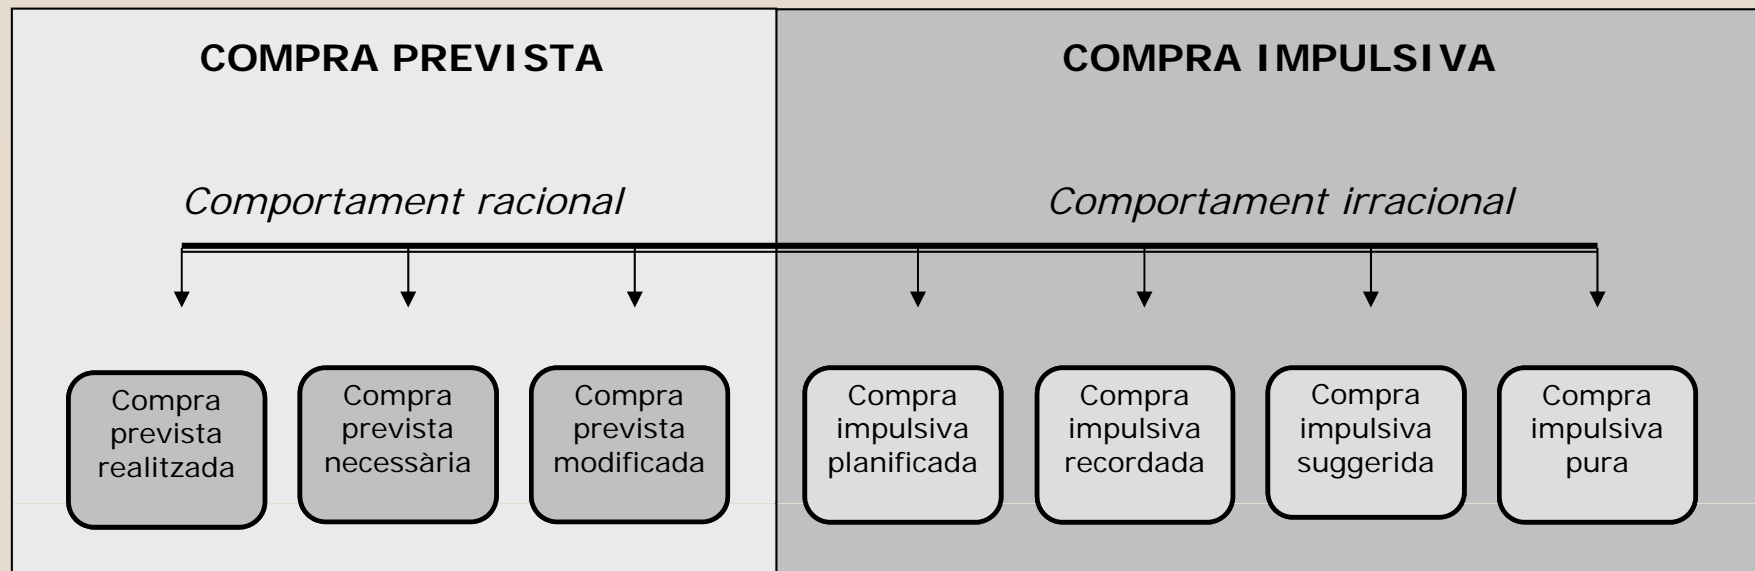 COMPRA PREVISTA
COMPRA IMPULSIVA
Comportament racional
Comportament irracional
Compra
prevista
realitzada
Compra
prevista
necessària
Compra
prevista
modificada
Compra
impulsiva
planificada
Compra
impulsiva
recordada
Compra
impulsiva
suggerida
Compra
impulsiva
pura